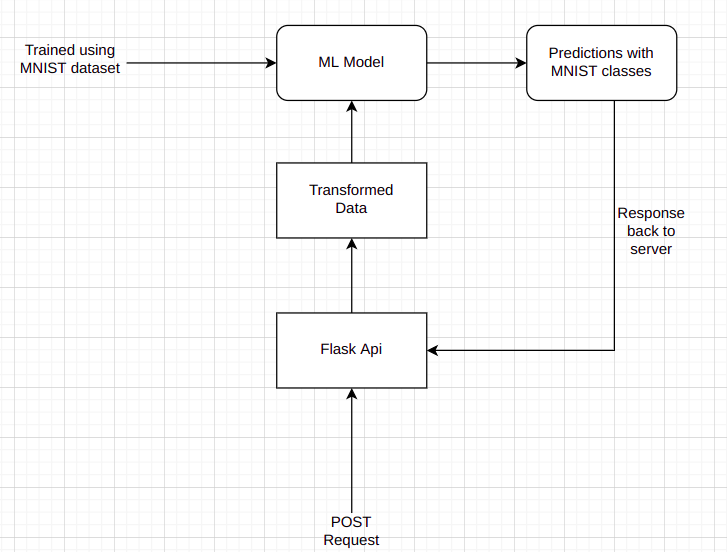 Trained using
MNIST dataset
ML Model
Predictions with
MNIST classes
Transformed
Data
Response
back to
server
Flask Api
POST
Request